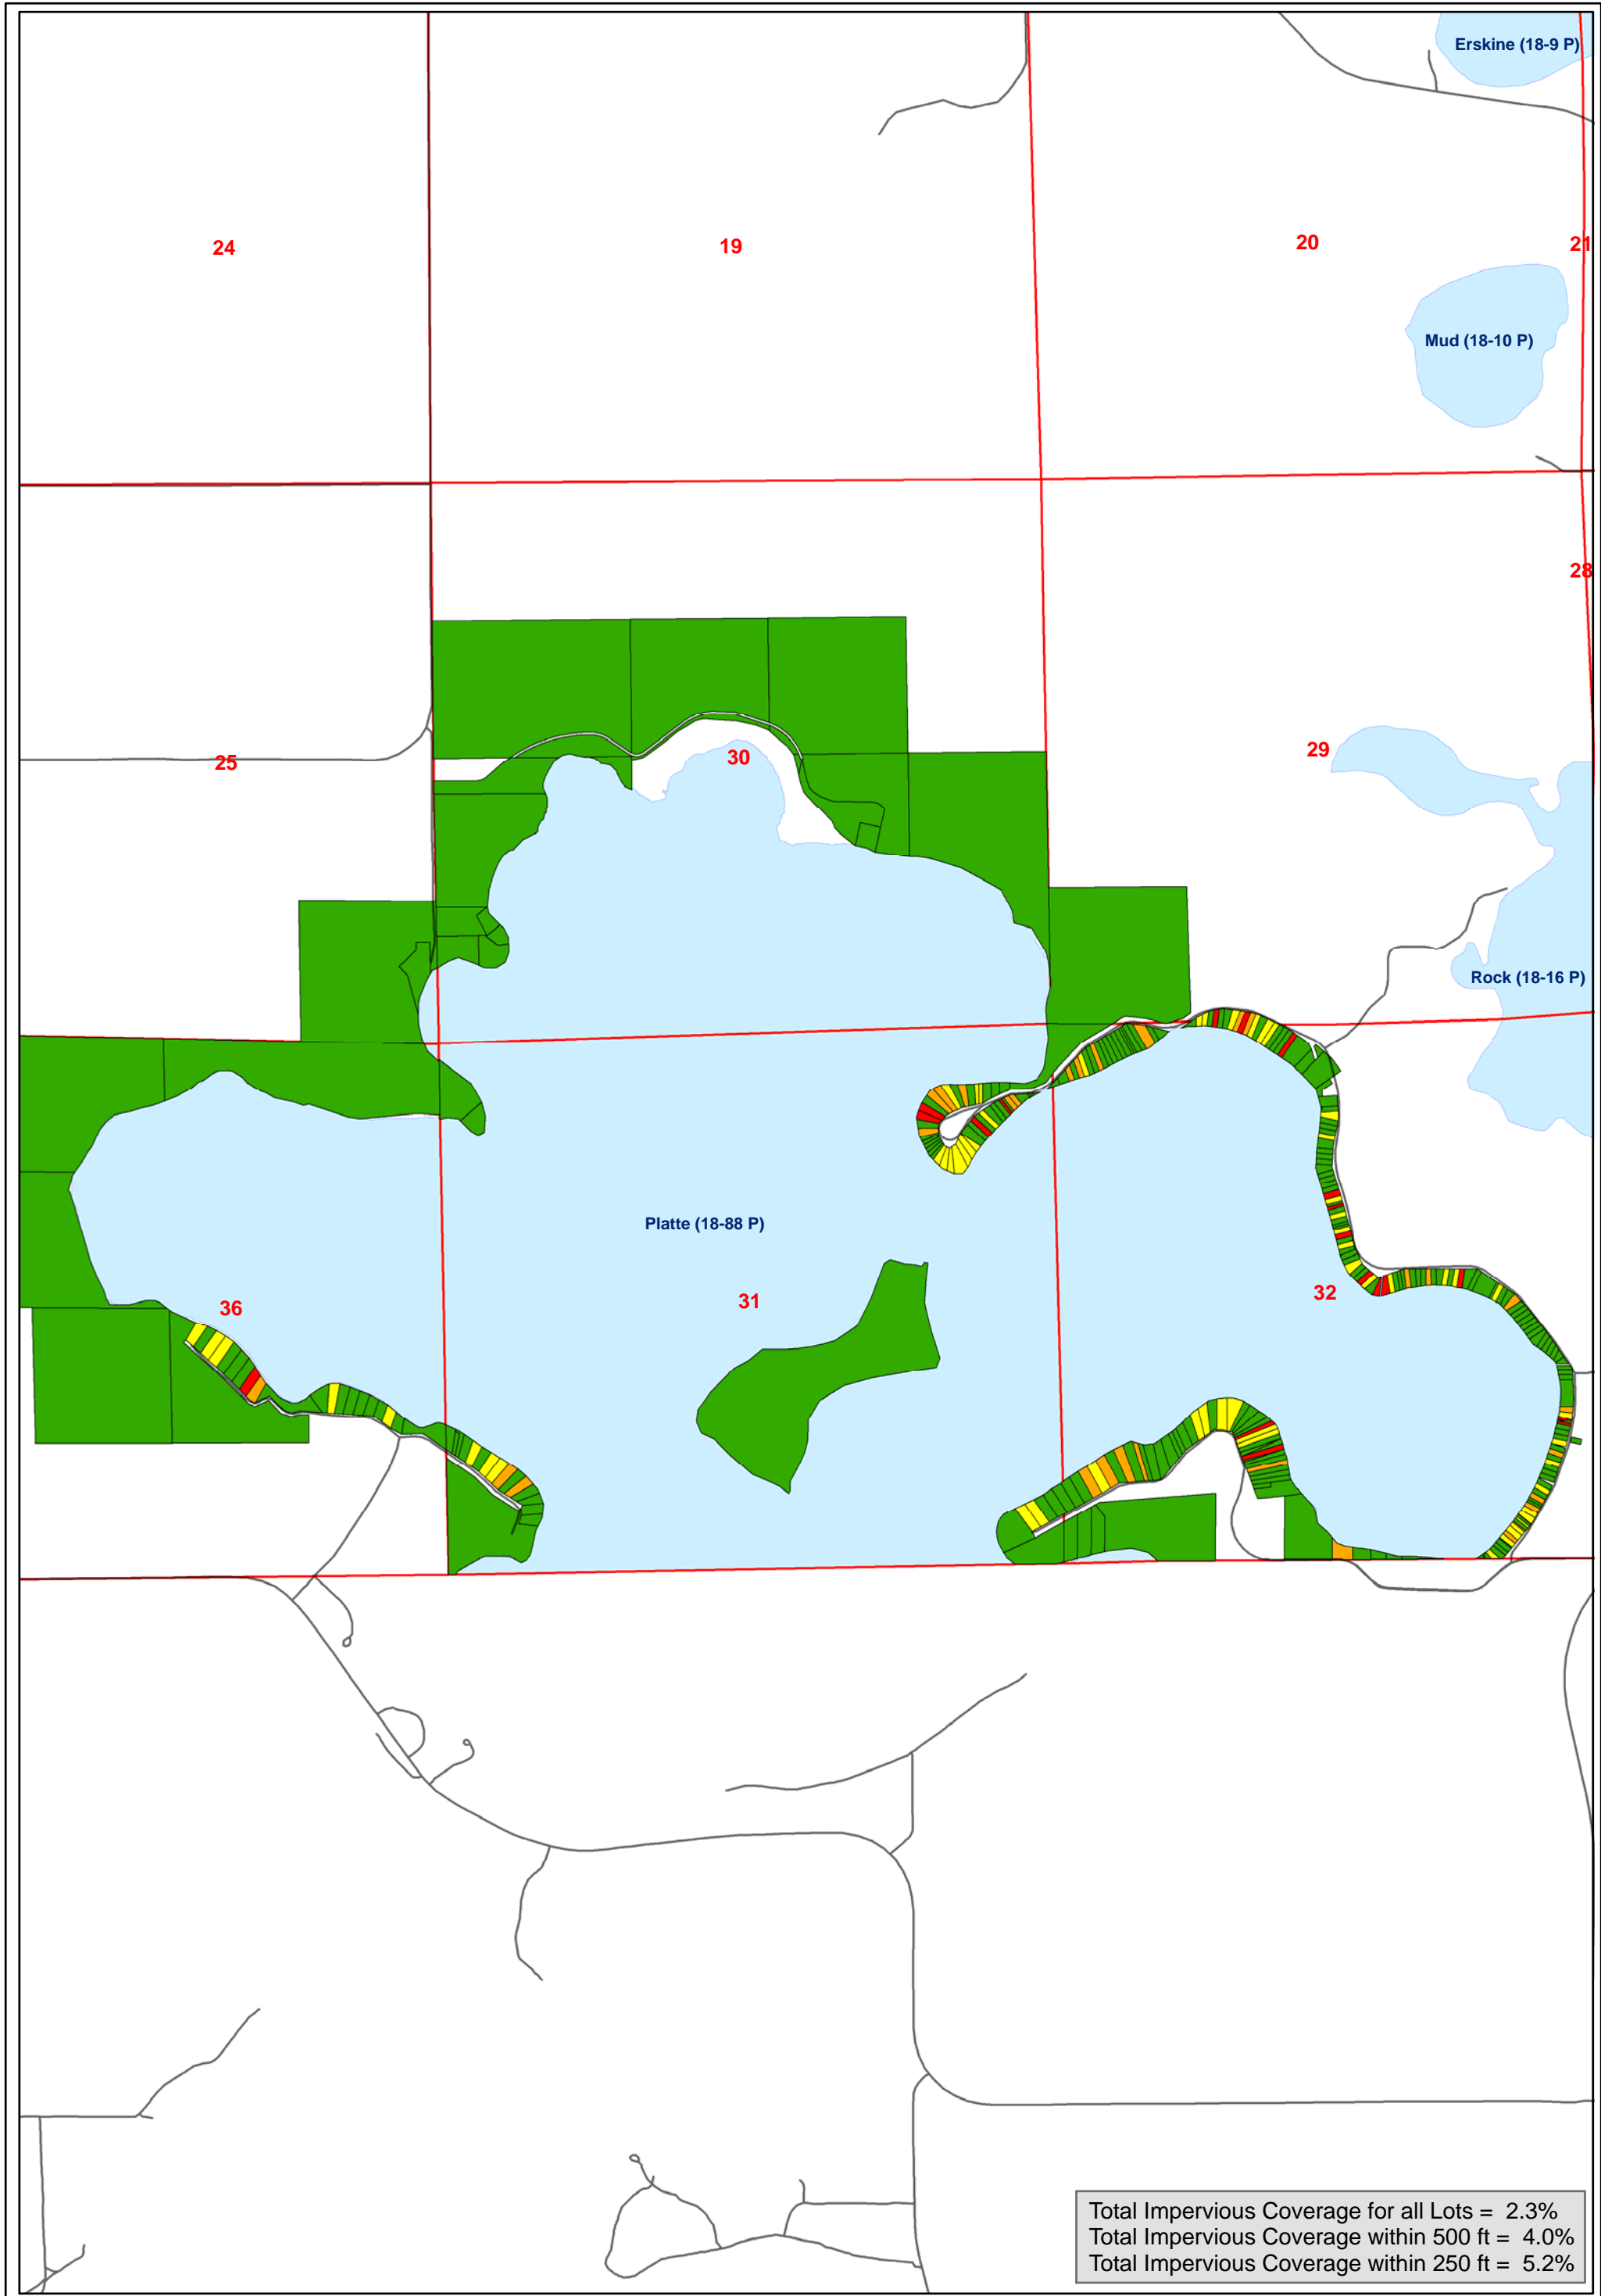 Erskine (18-9 P)
24
19
20
21
Mud (18-10 P)
28
25
30
29
Rock (18-16 P)
Platte (18-88 P)
36
31
32
Total Impervious Coverage for all Lots = 2.3%
Total Impervious Coverage within 500 ft = 4.0%
Total Impervious Coverage within 250 ft = 5.2%